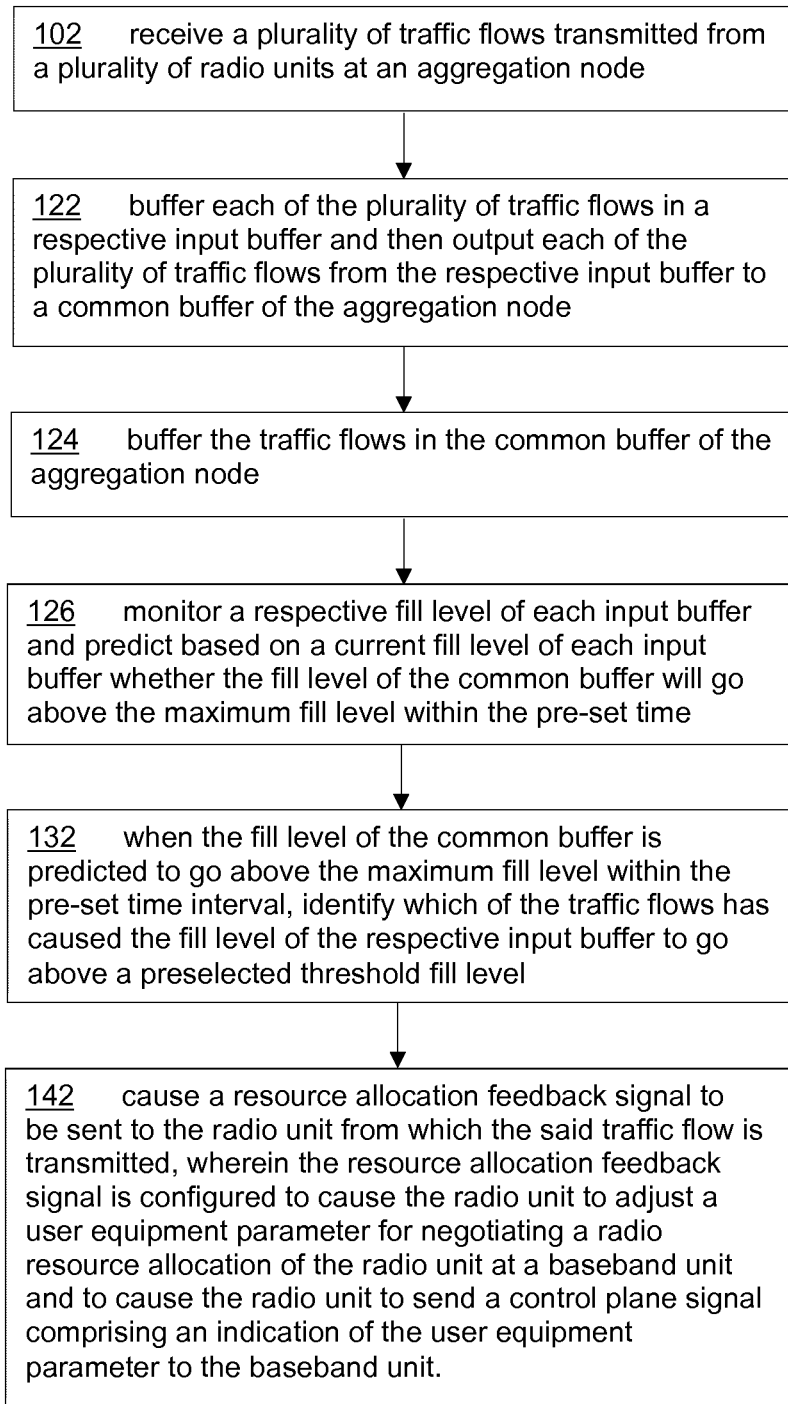 102 receive a plurality of traffic flows transmitted from
a plurality of radio units at an aggregation node
122 buffer each of the plurality of traffic flows in a
respective input buffer and then output each of the
plurality of traffic flows from the respective input buffer to
a common buffer of the aggregation node
124 buffer the traffic flows in the common buffer of the
aggregation node
126 monitor a respective fill level of each input buffer
and predict based on a current fill level of each input
buffer whether the fill level of the common buffer will go
above the maximum fill level within the pre-set time
132 when the fill level of the common buffer is
predicted to go above the maximum fill level within the
pre-set time interval, identify which of the traffic flows has
caused the fill level of the respective input buffer to go
above a preselected threshold fill level
142 cause a resource allocation feedback signal to
be sent to the radio unit from which the said traffic flow is
transmitted, wherein the resource allocation feedback
signal is configured to cause the radio unit to adjust a
user equipment parameter for negotiating a radio
resource allocation of the radio unit at a baseband unit
and to cause the radio unit to send a control plane signal
comprising an indication of the user equipment
parameter to the baseband unit.